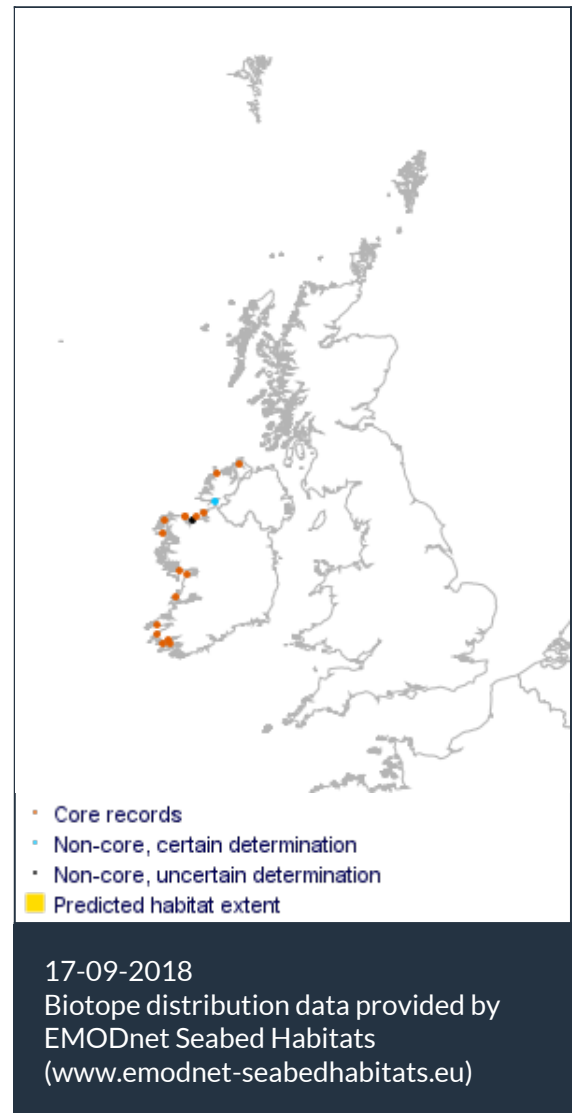 Core records
Non-core, certain determination
Non-core, uncertain determination
Predicted habitat extent
17-09-2018
Biotope distribution data provided by
EMODnet Seabed Habitats
(www.emodnet-seabedhabitats.eu)